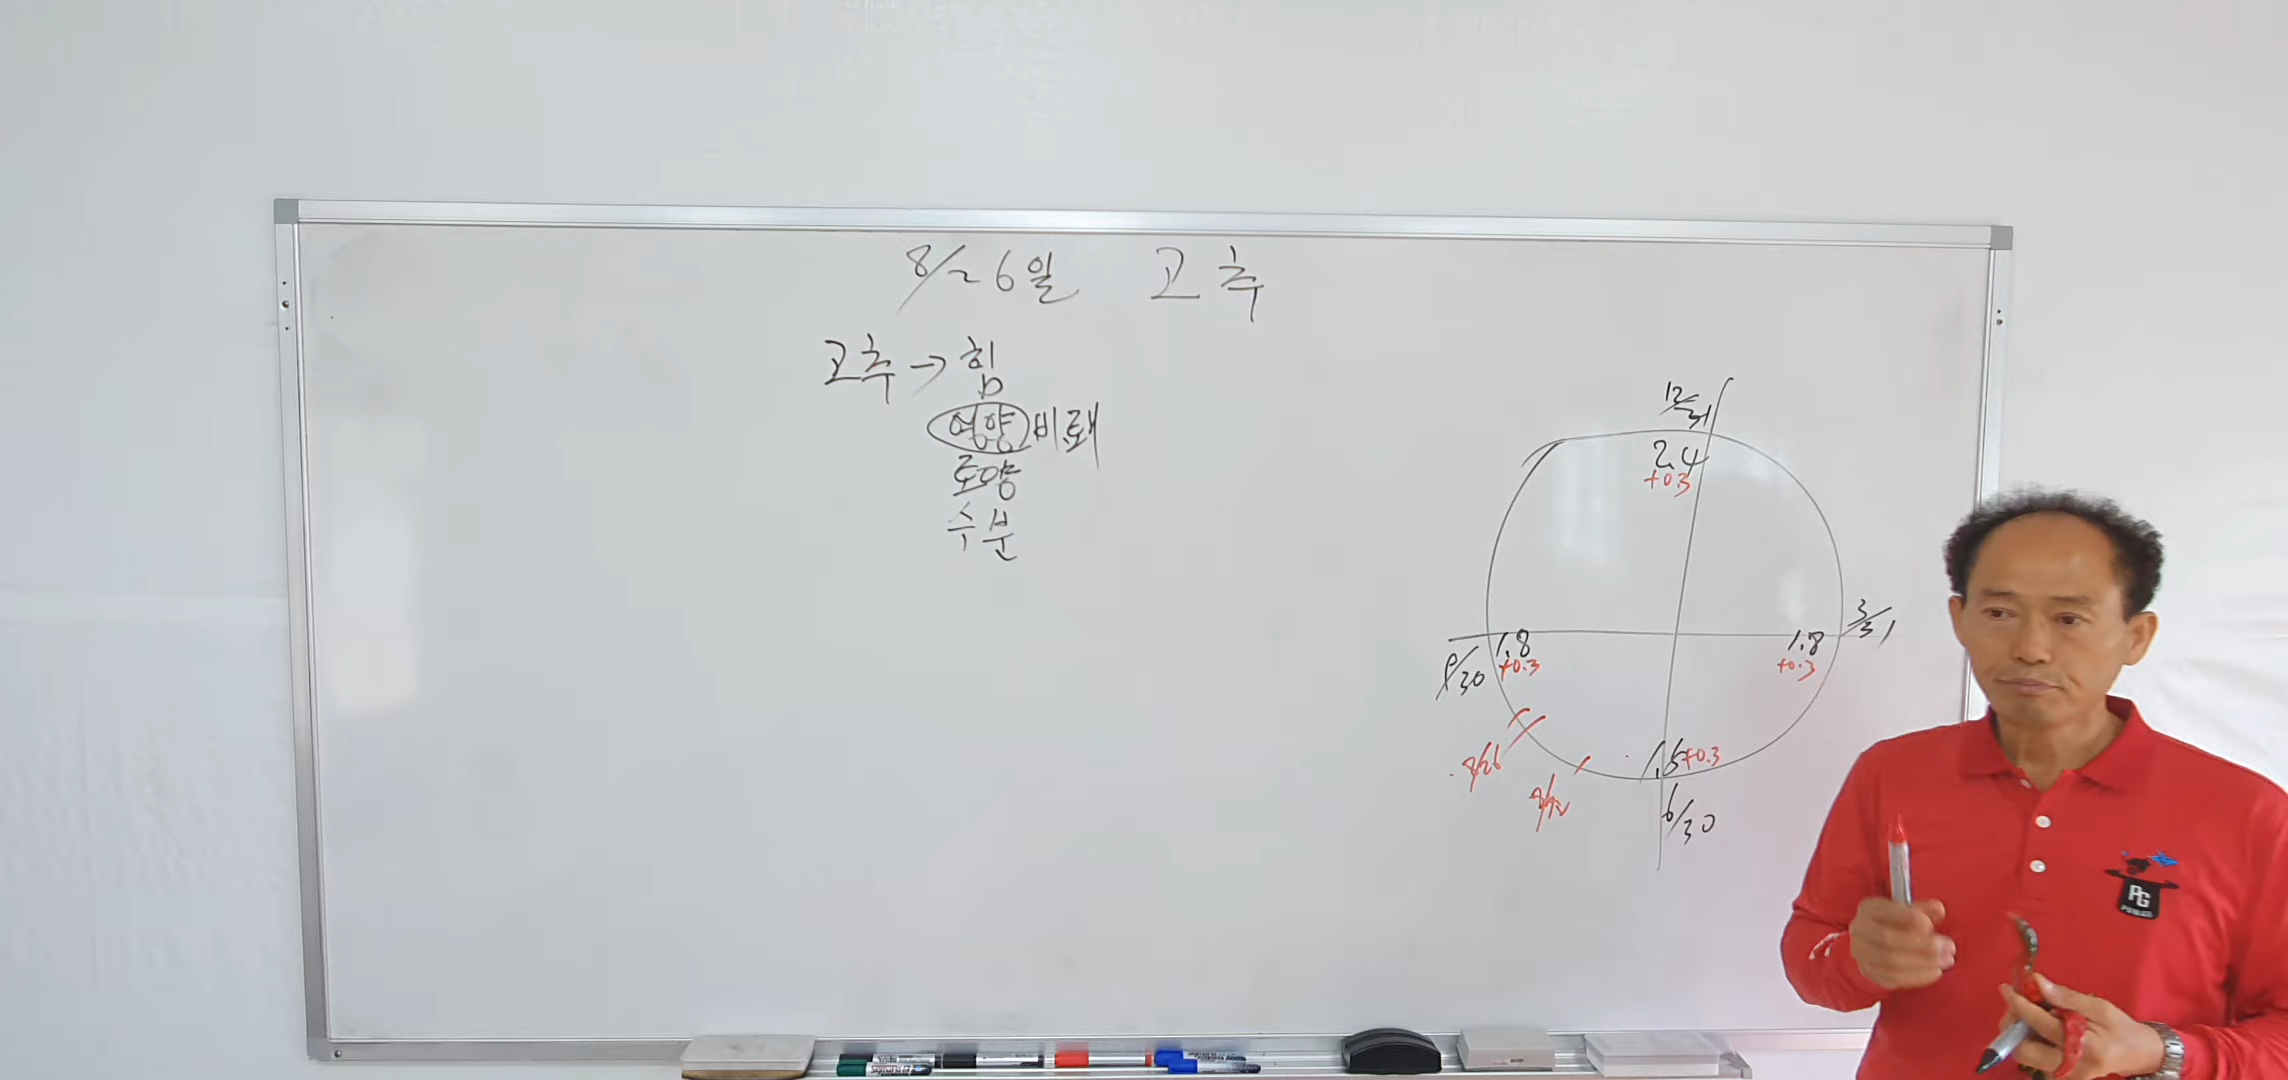 8/26일 고추
고추 → 힘
영양 비료
토양
수분
12/31
2.4
+0.3
3/31
1.8
+0.3
9/30
1.8
+0.3
8/26
1.5+0.3
6/30
PG